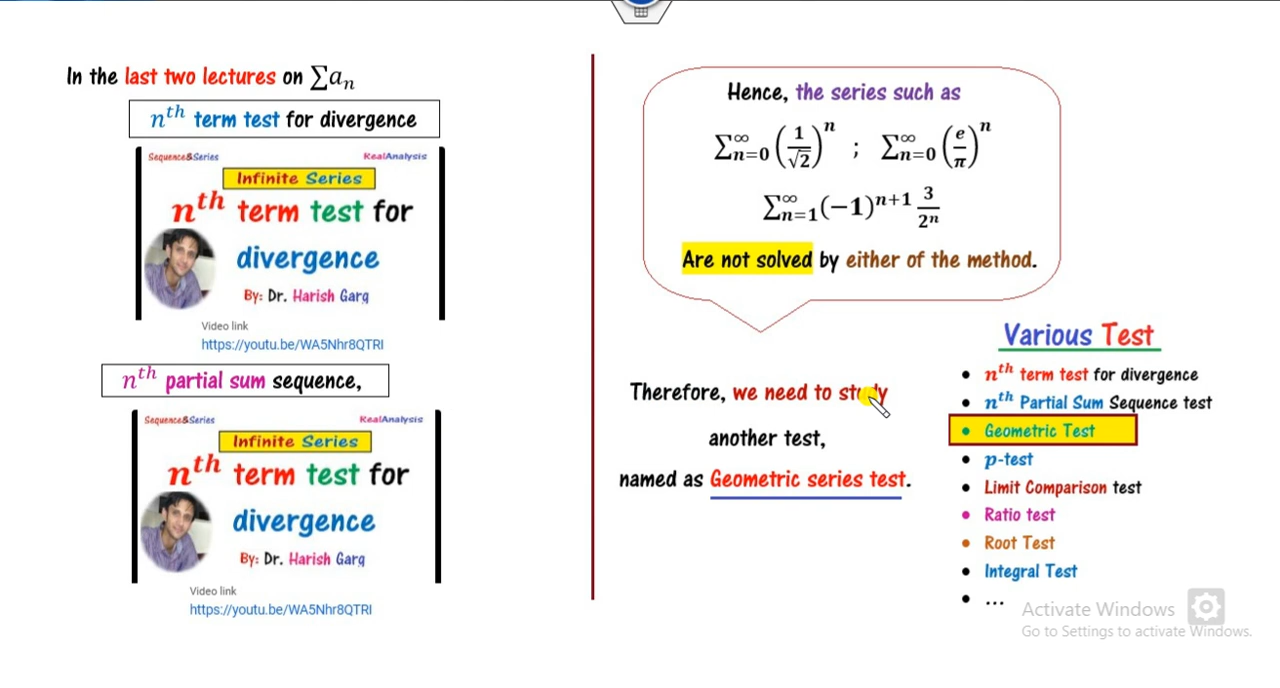 In the last two lectures on ∑aₙ
nᵗʰ term test for divergence
Sequence&Series RealAnalysis
Infinite Series
nᵗʰ term test for
divergence
By: Dr. Harish Garg
Video link
https://youtu.be/WA5Nhr8QTRI
nᵗʰ partial sum sequence,
Sequence&Series RealAnalysis
Infinite Series
nᵗʰ term test for
divergence
By: Dr. Harish Garg
Video link
https://youtu.be/WA5Nhr8QTRI
Hence, the series such as
∑_{n=0}^{∞} (1/√2)ⁿ ; ∑_{n=0}^{∞} (e/π)ⁿ
∑_{n=1}^{∞} (−1)ⁿ⁺¹ 3/2ⁿ
Are not solved by either of the method.
Therefore, we need to study
another test,
named as Geometric series test.
Various Test
• nᵗʰ term test for divergence
• nᵗʰ Partial Sum Sequence test
• Geometric Test
• p-test
• Limit Comparison test
• Ratio test
• Root Test
• Integral Test
• ...
Activate Windows
Go to Settings to activate Windows.